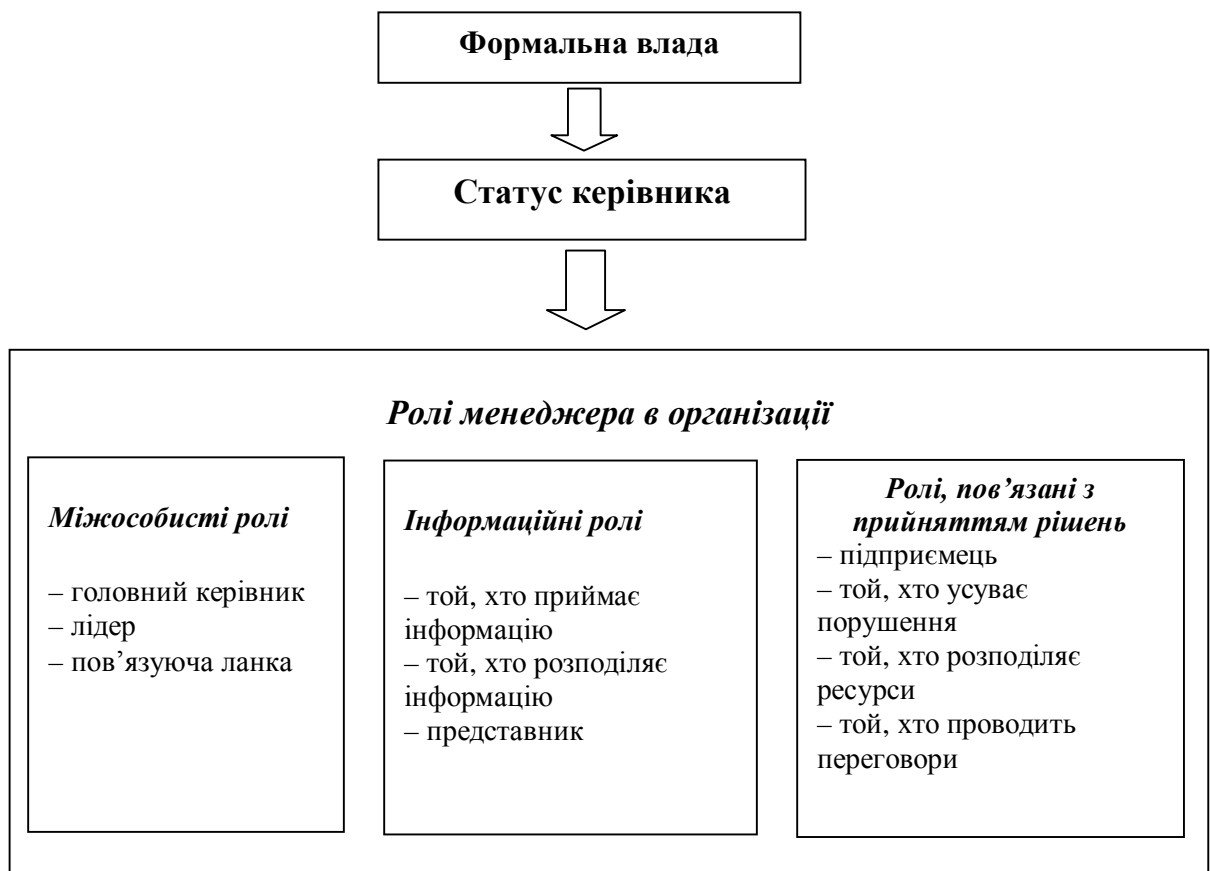 Формальна влада
Статус керівника
Ролі менеджера в організації
Міжособисті ролі
– головний керівник
– лідер
– пов’язуюча ланка
Інформаційні ролі
– той, хто приймає
інформацію
– той, хто розподіляє
інформацію
– представник
Ролі, пов’язані з
прийняттям рішень
– підприємець
– той, хто усуває
порушення
– той, хто розподіляє
ресурси
– той, хто проводить
переговори